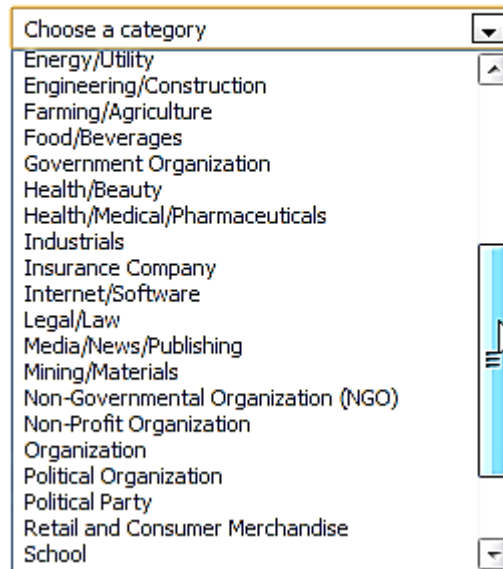 Choose a category
Energy/Utility
Engineering/Construction
Farming/Agriculture
Food/Beverages
Government Organization
Health/Beauty
Health/Medical/Pharmaceuticals
Industrials
Insurance Company
Internet/Software
Legal/Law
Media/News/Publishing
Mining/Materials
Non-Governmental Organization (NGO)
Non-Profit Organization
Organization
Political Organization
Political Party
Retail and Consumer Merchandise
School